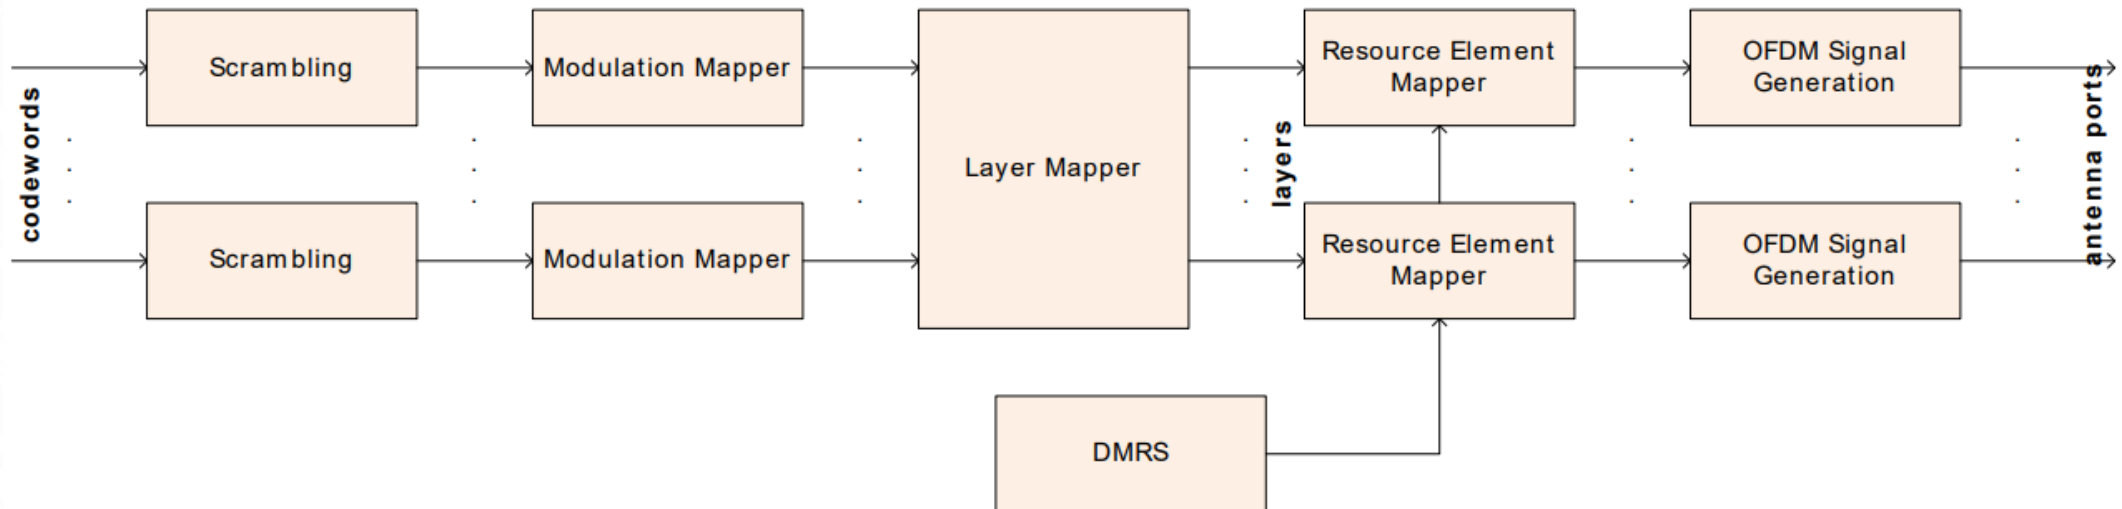 codewords
Scrambling
Modulation Mapper
Layer Mapper
layers
Resource Element
Mapper
OFDM Signal
Generation
antenna ports
Scrambling
Modulation Mapper
Resource Element
Mapper
OFDM Signal
Generation
DMRS